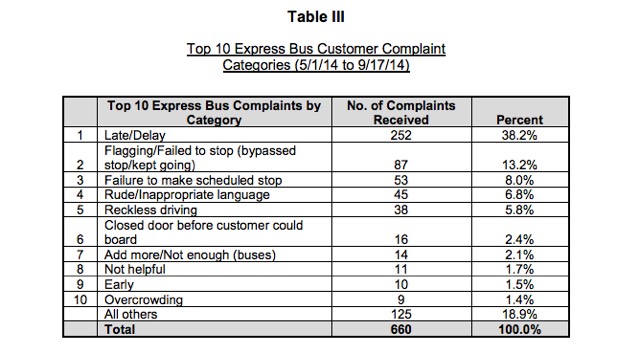 Table III
Top 10 Express Bus Customer Complaint
Categories (5/1/14 to 9/17/14)
Top 10 Express Bus Complaints by Category No. of Complaints Received Percent
1 Late/Delay 252 38.2%
2 Flagging/Failed to stop (bypassed stop/kept going) 87 13.2%
3 Failure to make scheduled stop 53 8.0%
4 Rude/Inappropriate language 45 6.8%
5 Reckless driving 38 5.8%
6 Closed door before customer could board 16 2.4%
7 Add more/Not enough (buses) 14 2.1%
8 Not helpful 11 1.7%
9 Early 10 1.5%
10 Overcrowding 9 1.4%
All others 125 18.9%
Total 660 100.0%